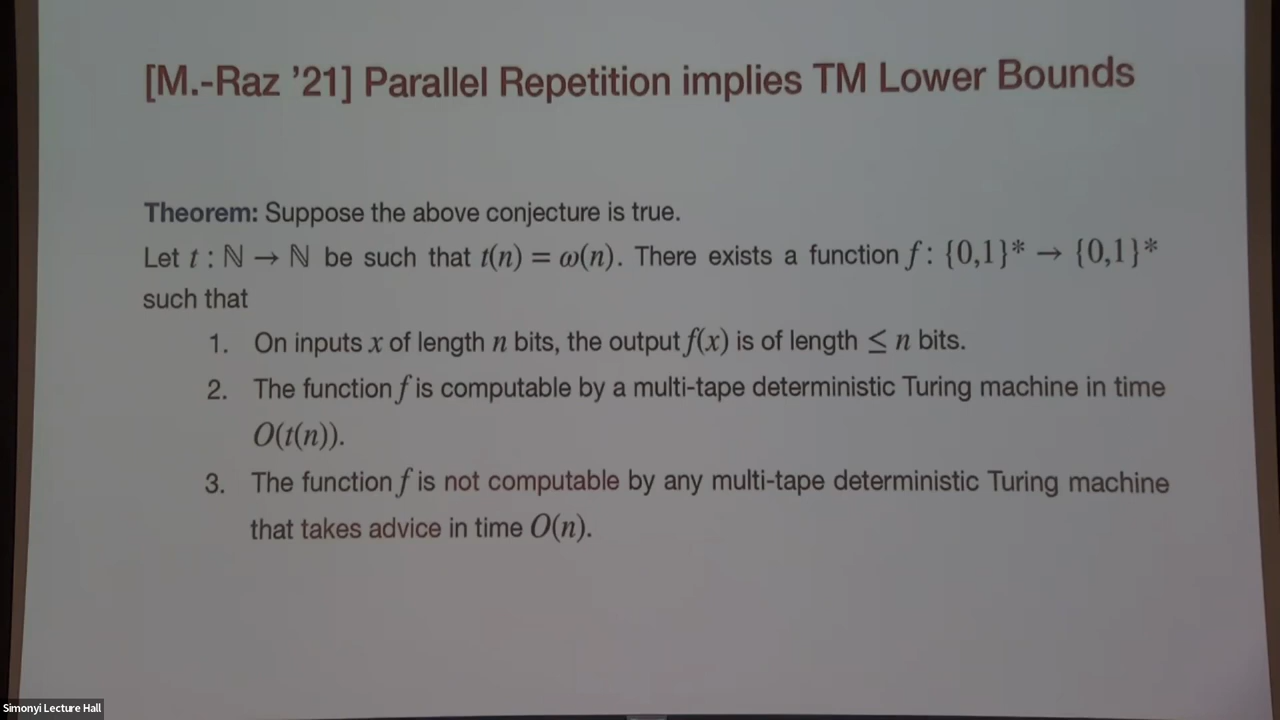 [M.-Raz ’21] Parallel Repetition implies TM Lower Bounds
Theorem: Suppose the above conjecture is true.
Let t : ℕ → ℕ be such that t(n) = ω(n). There exists a function f : {0,1}* → {0,1}*
such that
1. On inputs x of length n bits, the output f(x) is of length ≤ n bits.
2. The function f is computable by a multi-tape deterministic Turing machine in time
O(t(n)).
3. The function f is not computable by any multi-tape deterministic Turing machine
that takes advice in time O(n).
Simonyi Lecture Hall